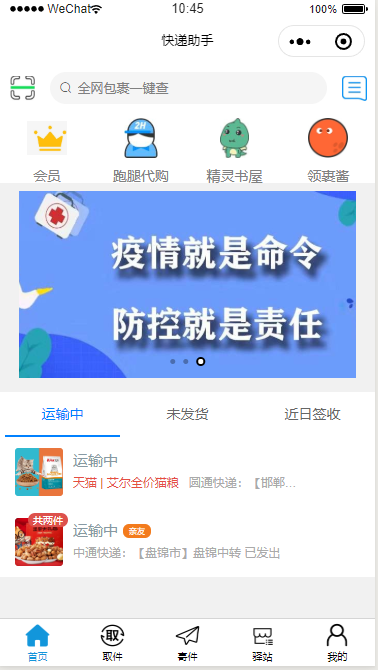 WeChat 10:45 100%
快递助手
全网包裹一键查
会员 跑腿代购 精灵书屋 领裹酱
疫情就是命令
防控就是责任
运输中 未发货 近日签收
运输中
天猫 | 艾尔全价猫粮 圆通快递：【邯郸...
共两件
运输中 亲友
中通快递：【盘锦市】盘锦中转 已发出
取
首页 取件 寄件 驿站 我的